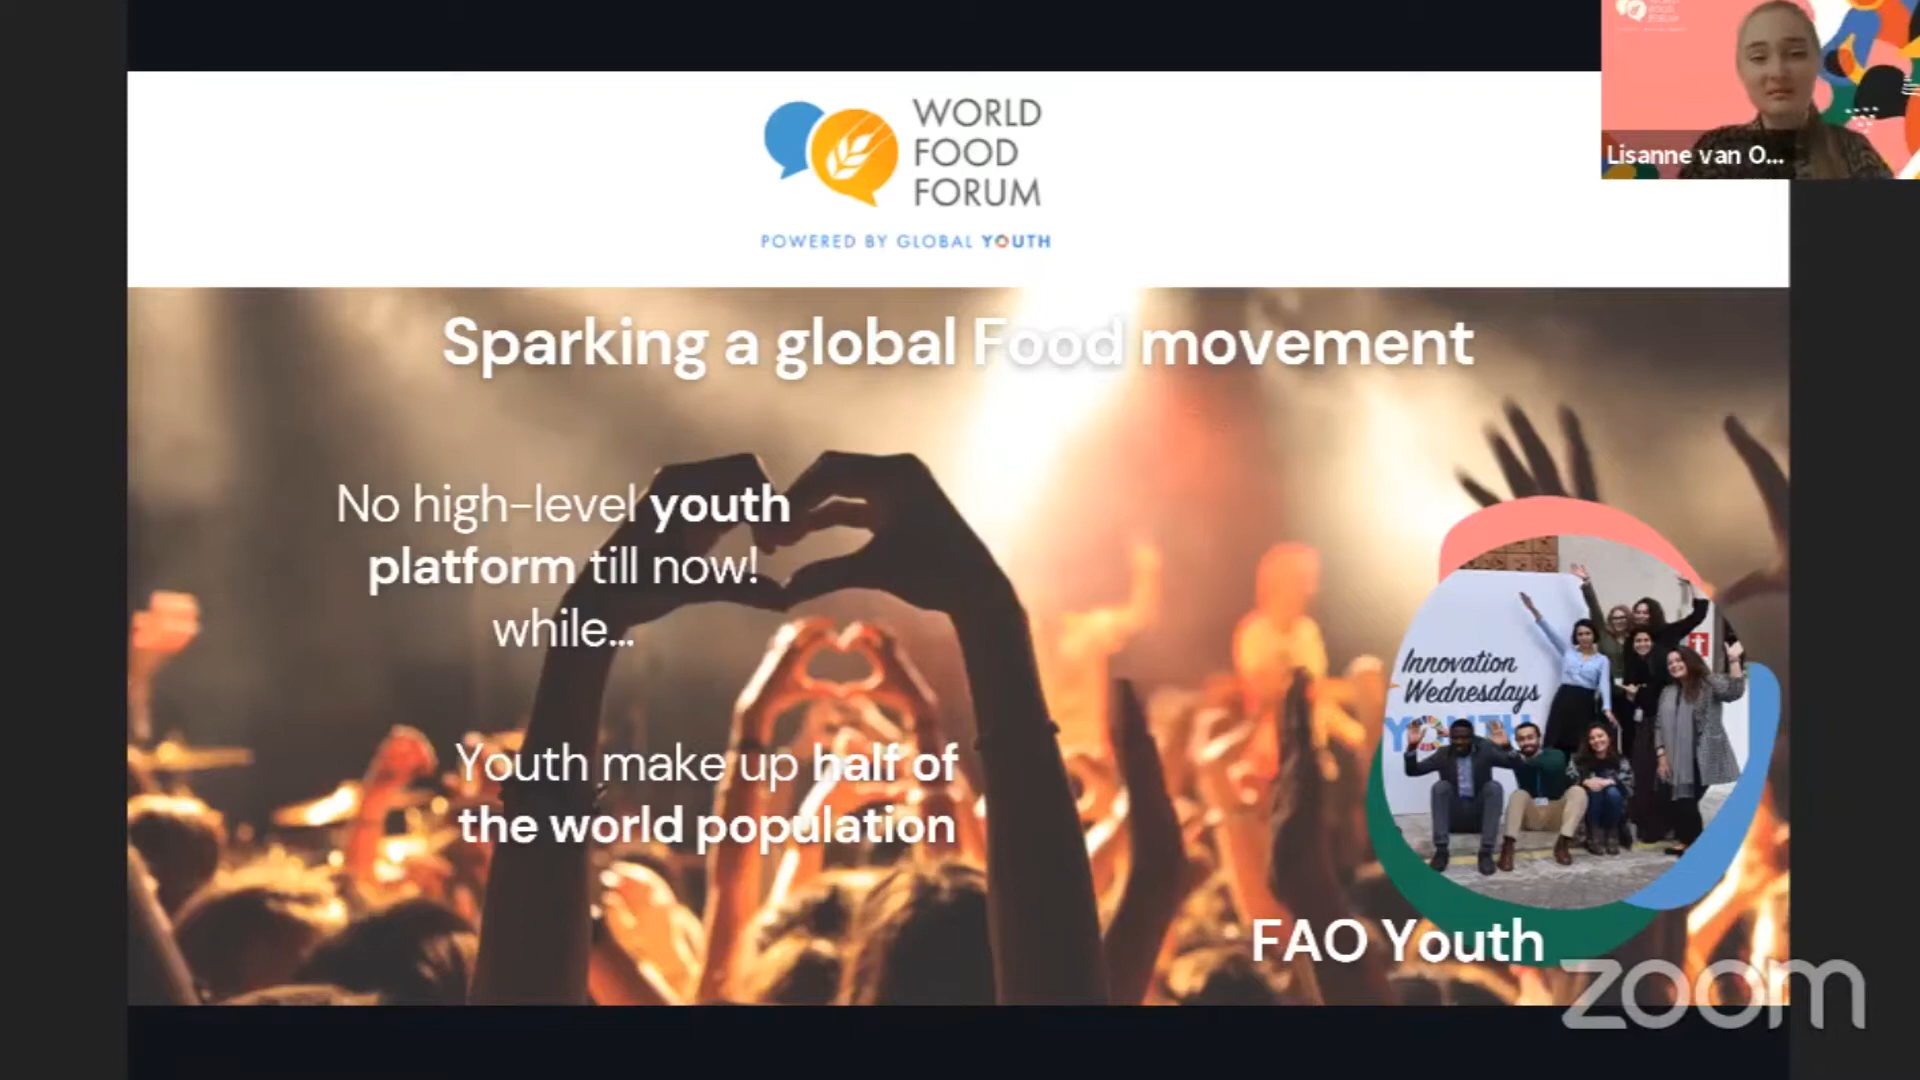 WORLD
FOOD
FORUM
POWERED BY GLOBAL YOUTH
Lisanne van O...
Sparking a global Food movement
No high-level youth
platform till now!
while...
Youth make up half of
the world population
Innovation
Wednesdays
YOUTH
FAO Youth
zoom